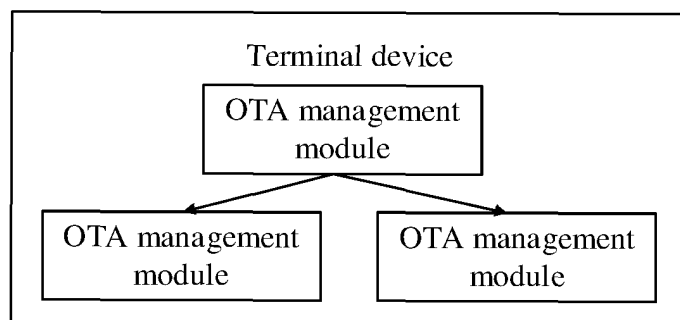 Terminal device
OTA management
module
OTA management
module
OTA management
module